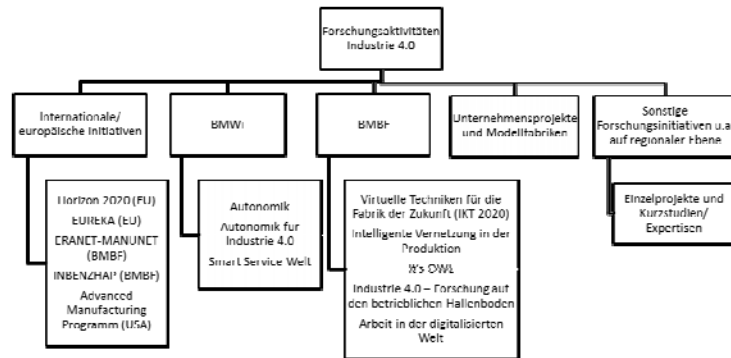 Forschungsaktivitäten
Industrie 4.0
Internationale/
europäische Initiativen
BMWi
BMBF
Unternehmensprojekte
und Modellfabriken
Sonstige
Forschungsinitiativen u.a.
auf regionaler Ebene
Horizon 2020 (EU)
EUREKA (EU)
ERANET-MANUNET
(BMBF)
INBENZHAP (BMBF)
Advanced
Manufacturing
Programm (USA)
Autonomik
Autonomik für
Industrie 4.0
Smart Service Welt
Virtuelle Techniken für die
Fabrik der Zukunft (IKT 2020)
Intelligente Vernetzung in der
Produktion
it's OWL
Industrie 4.0 – Forschung auf
den betrieblichen Hallenboden
Arbeit in der digitalisierten
Welt
Einzelprojekte und
Kurzstudien/
Expertisen